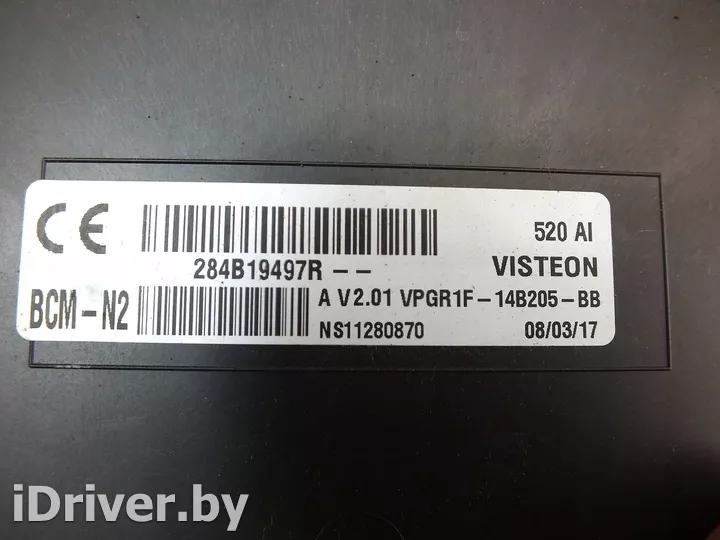 CE
284B19497R--
BCM-N2
520 AI
VISTEON
A V2.01 VPGR1F-14B205-BB
NS11280870
08/03/17
iDriver.by